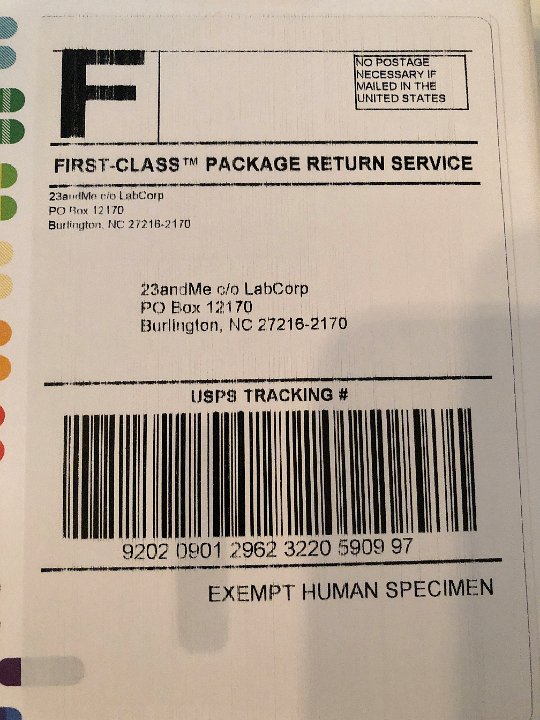 F
NO POSTAGE
NECESSARY IF
MAILED IN THE
UNITED STATES
FIRST-CLASS™ PACKAGE RETURN SERVICE
23andMe c/o LabCorp
PO Box 12170
Burlington, NC 27216-2170
23andMe c/o LabCorp
PO Box 12170
Burlington, NC 27216-2170
USPS TRACKING #
9202 0901 2962 3220 5909 97
EXEMPT HUMAN SPECIMEN